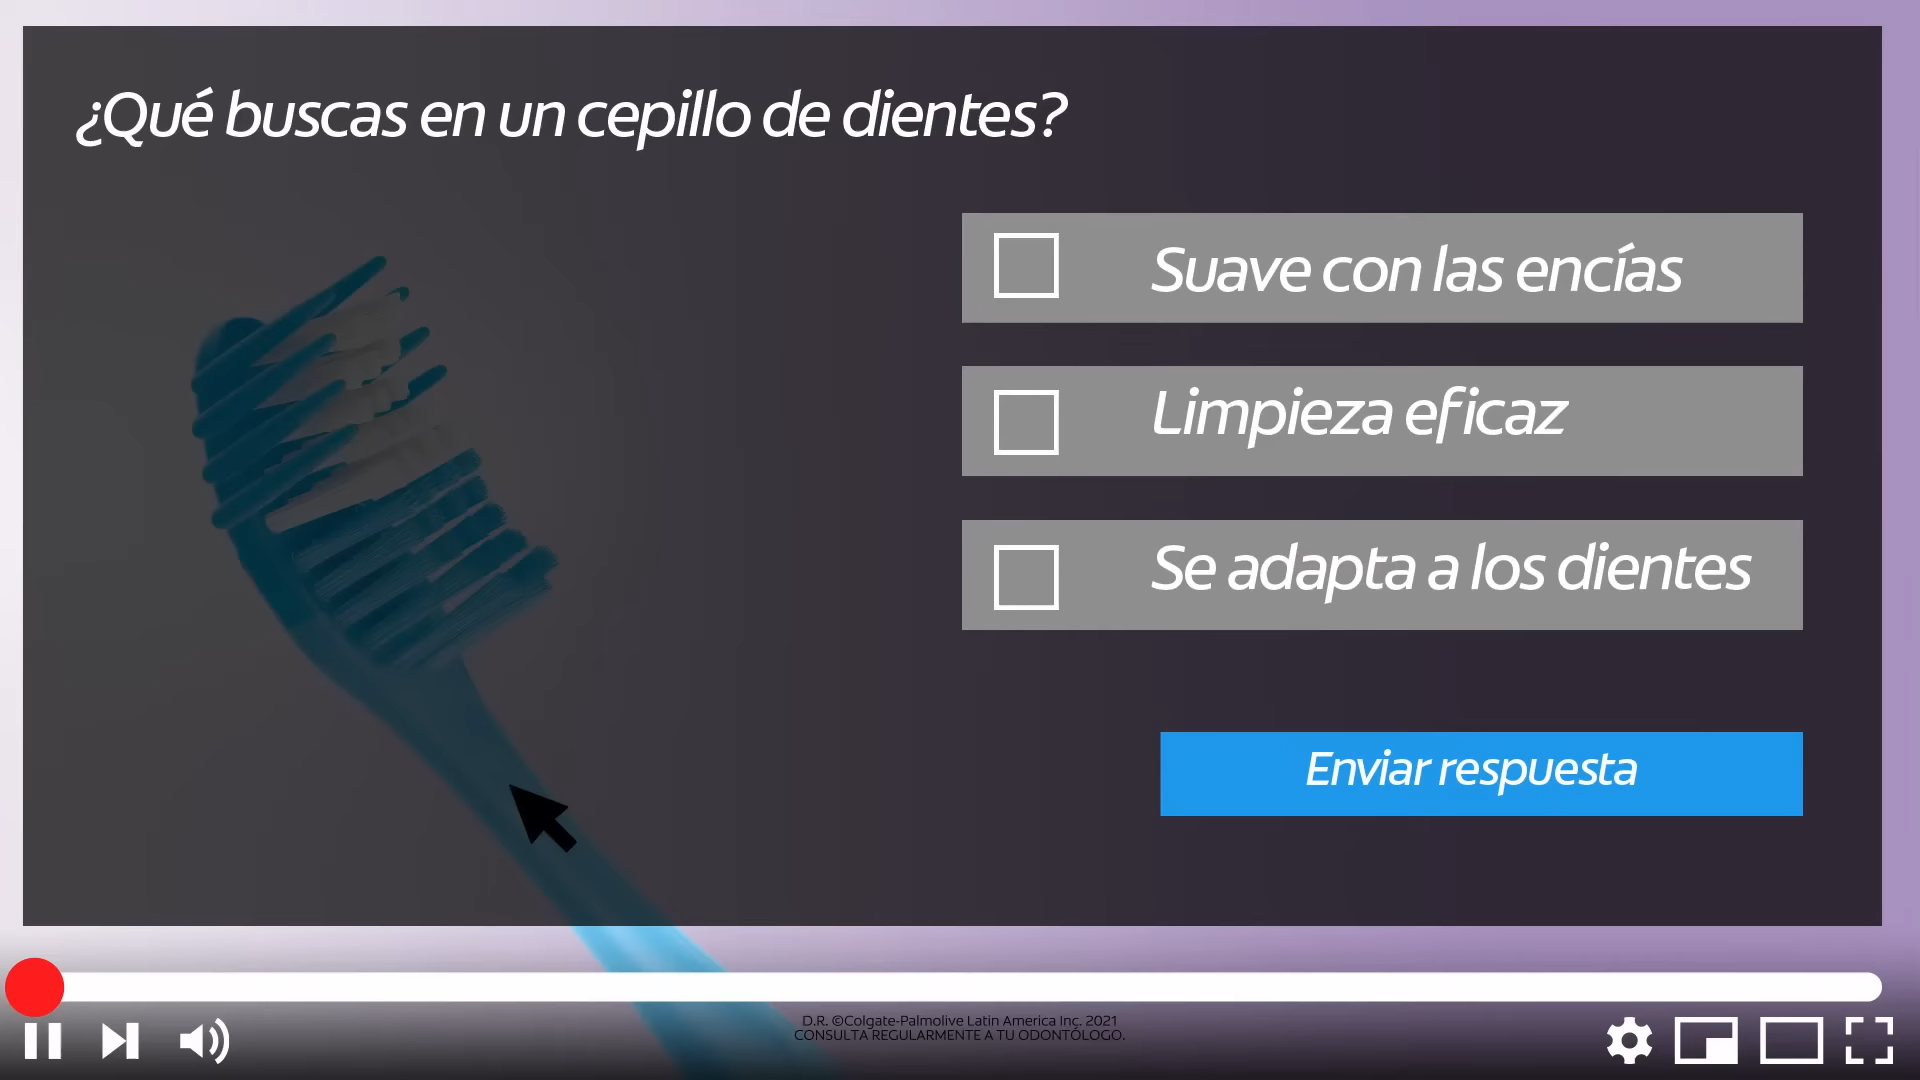 ¿Qué buscas en un cepillo de dientes?
Suave con las encías
Limpieza eficaz
Se adapta a los dientes
Enviar respuesta
D.R. ©Colgate-Palmolive Latin America Inc. 2021
CONSULTA REGULARMENTE A TU ODONTÓLOGO.